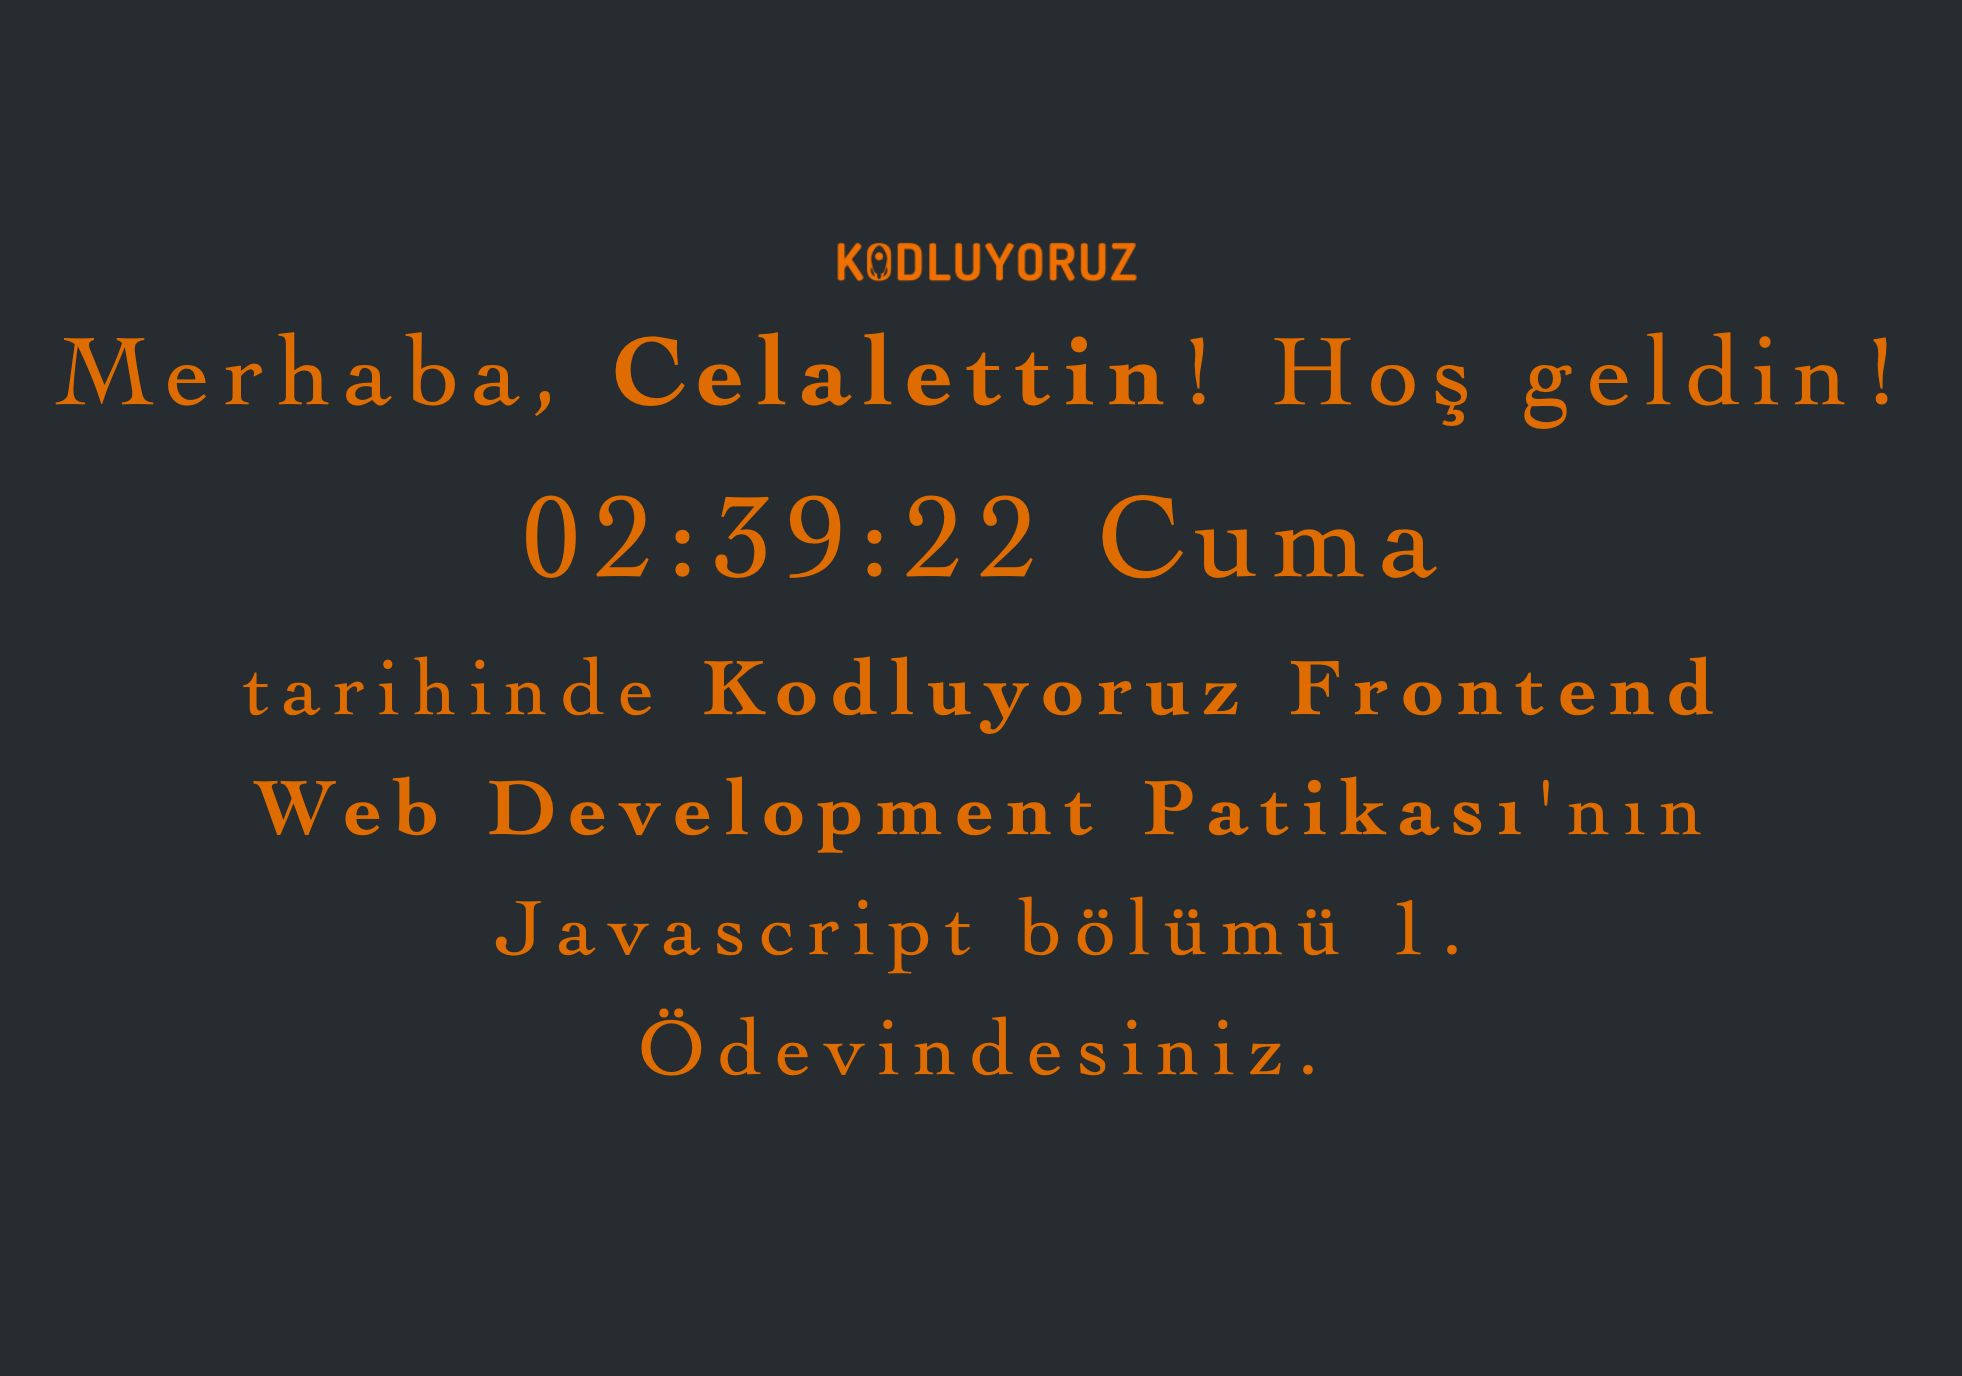 KODLUYORUZ
Merhaba, Celalettin! Hoş geldin!
02:39:22 Cuma
tarihinde Kodluyoruz Frontend
Web Development Patikası'nın
Javascript bölümü 1.
Ödevindesiniz.